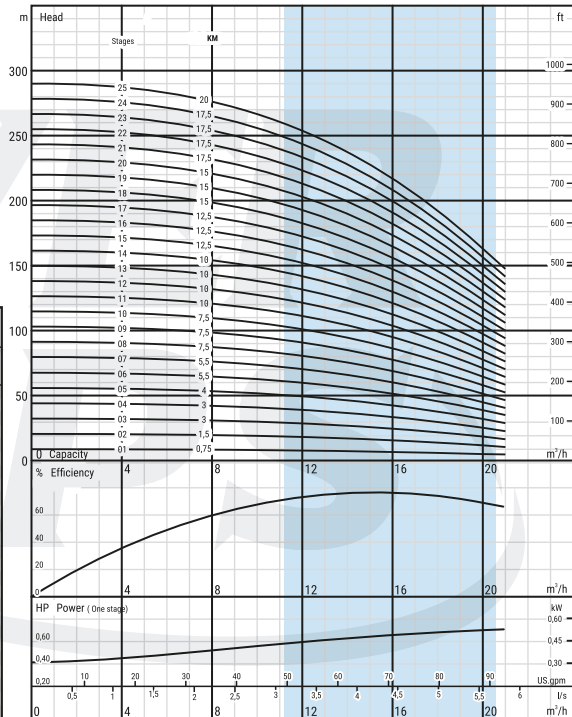 m Head ft
Stages KM
1000
300
25
24 20 900
23 17,5
22 17,5
250
21 17,5 800
20 15
19 15 700
18 15
200
17 12,5 600
16 12,5
15 12,5
14 10
150 13 10 500
12 10
11 10 400
10 7,5
100 09 7,5 300
08 7,5
07 5,5
06 5,5 200
50 05 4
04 3
03 3 100
02 1,5
0 Capacity
01 0,75
0 12 16 20 m³/h
% Efficiency
60
40
20
0 4 8 12 16 20 m³/h
HP Power ( One stage) kW
0,60
0,60
0,45
0,40
0,30
0,20 10 20 30 40 50 60 70 80 90 US.gpm
0,5 1 1,5 2 2,5 3 3,5 4 4,5 5 5,5 6 l/s
0 4 8 12 16 20 m³/h